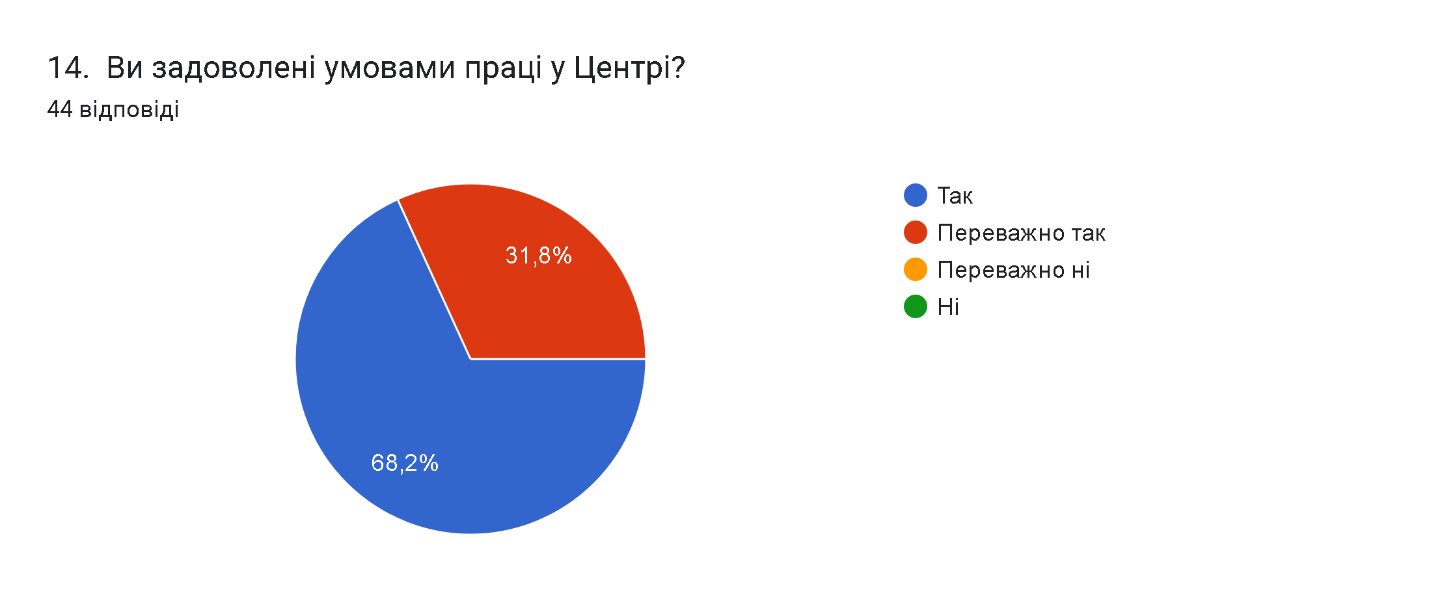 14. Ви задоволені умовами праці у Центрі?
44 відповіді
31,8%
68,2%
Так
Переважно так
Переважно ні
Ні